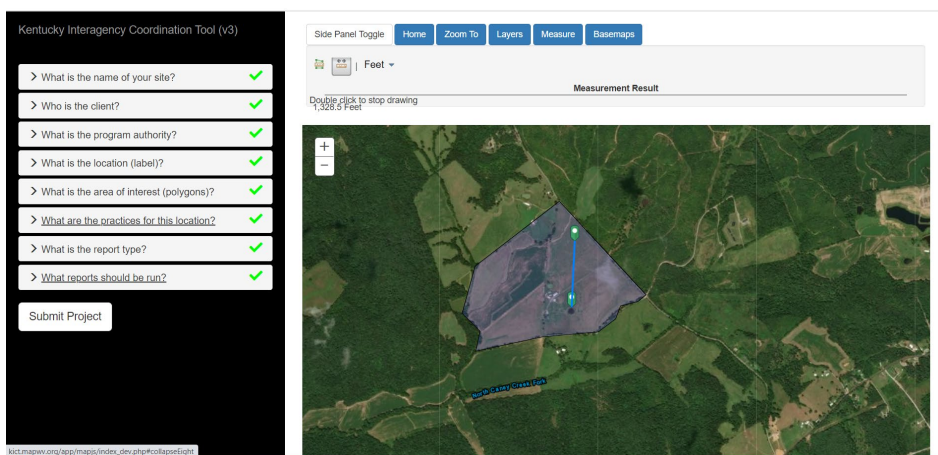 Kentucky Interagency Coordination Tool (v3)
What is the name of your site?
Who is the client?
What is the program authority?
What is the location (label)?
What is the area of interest (polygons)?
What are the practices for this location?
What is the report type?
What reports should be run?
Submit Project
kict.mapwv.org/app/mapjs/index_dev.php#collapseEight
Side Panel Toggle Home Zoom To Layers Measure Basemaps
| Feet
Measurement Result
Double click to stop drawing
1,328.5 Feet
+
−
North Caney Creek Fork